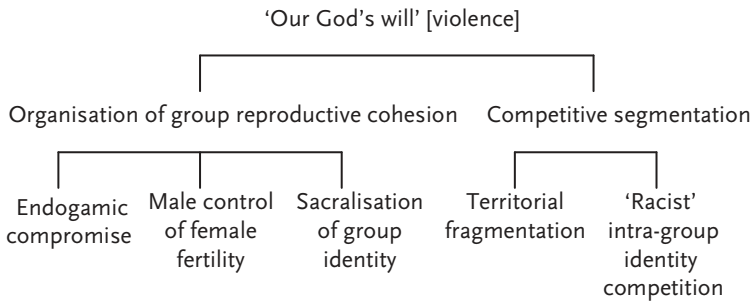 ‘Our God’s will’ [violence]
Organisation of group reproductive cohesion
Competitive segmentation
Endogamic
compromise
Male control
of female
fertility
Sacralisation
of group
identity
Territorial
fragmentation
‘Racist’
intra-group
identity
competition